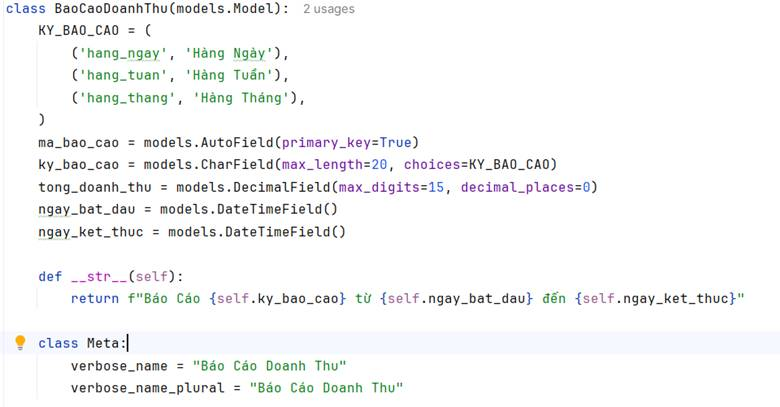 class BaoCaoDoanhThu(models.Model):   2 usages
    KY_BAO_CAO = (
        ('hang_ngay', 'Hàng Ngày'),
        ('hang_tuan', 'Hàng Tuần'),
        ('hang_thang', 'Hàng Tháng'),
    )
    ma_bao_cao = models.AutoField(primary_key=True)
    ky_bao_cao = models.CharField(max_length=20, choices=KY_BAO_CAO)
    tong_doanh_thu = models.DecimalField(max_digits=15, decimal_places=0)
    ngay_bat_dau = models.DateTimeField()
    ngay_ket_thuc = models.DateTimeField()

    def __str__(self):
        return f"Báo Cáo {self.ky_bao_cao} từ {self.ngay_bat_dau} đến {self.ngay_ket_thuc}"

    class Meta:
        verbose_name = "Báo Cáo Doanh Thu"
        verbose_name_plural = "Báo Cáo Doanh Thu"